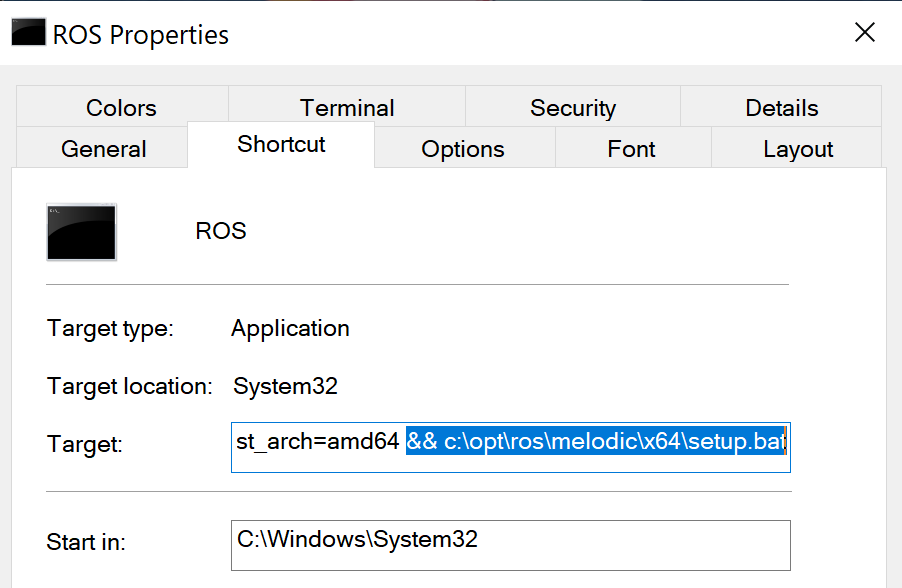 ROS Properties
Colors Terminal Security Details
General Shortcut Options Font Layout
ROS
Target type: Application
Target location: System32
Target: st_arch=amd64 && c:\opt\ros\melodic\x64\setup.bat
Start in: C:\Windows\System32